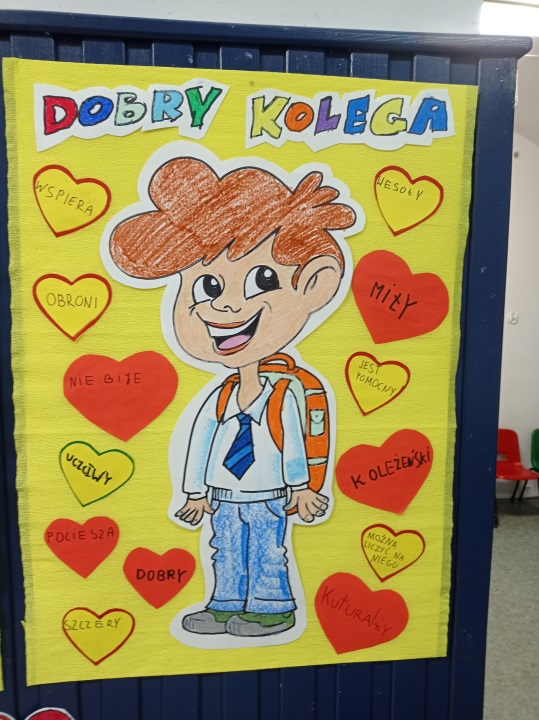 DOBRY KOLEGA
WSPIERA
OBRONI
NIE BIJE
UCZCIWY
POCIESZA
DOBRY
SZCZERY
WESOŁY
MIŁY
JEST
POMOCNY
KOLEŻEŃSKI
MOŻNA
LICZYĆ NA
NIEGO
KUTURALNY